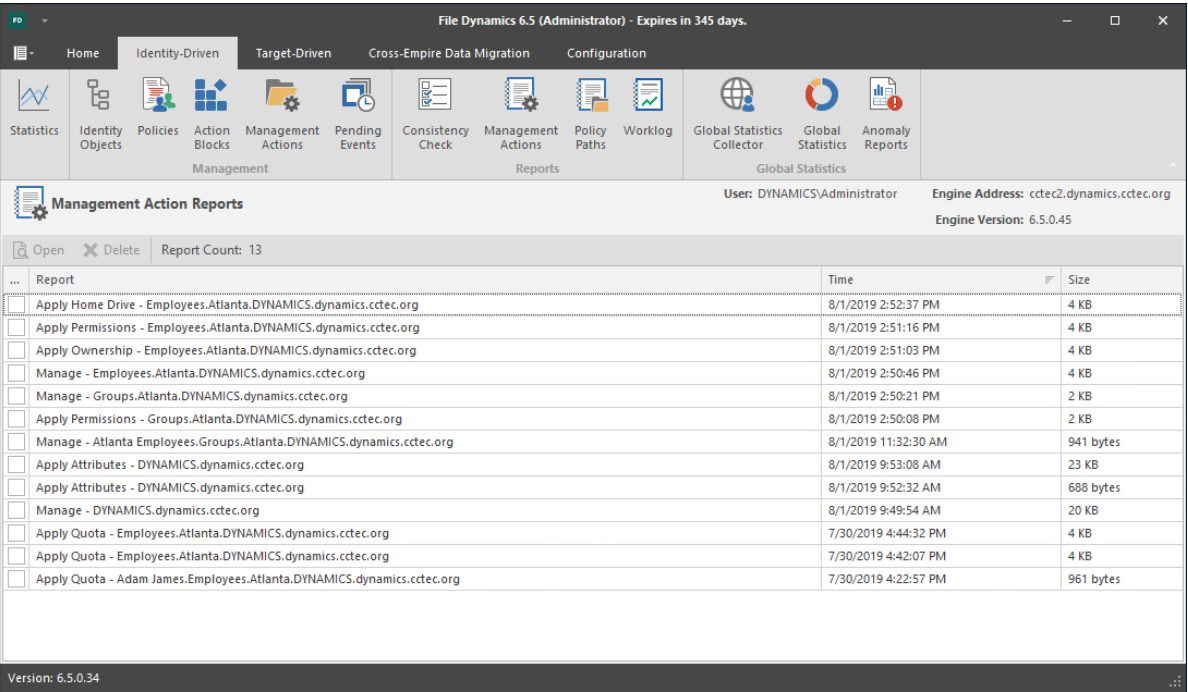 FD
File Dynamics 6.5 (Administrator) - Expires in 345 days.
Home Identity-Driven Target-Driven Cross-Empire Data Migration Configuration
Statistics Identity Objects Policies Action Blocks Management Actions Pending Events Consistency Check Management Actions Policy Paths Worklog Global Statistics Collector Global Statistics Anomaly Reports
Management Reports Global Statistics
Management Action Reports
User: DYNAMICS\Administrator Engine Address: cctec2.dynamics.cctec.org
Engine Version: 6.5.0.45
Open Delete Report Count: 13
... Report Time Size
Apply Home Drive - Employees.Atlanta.DYNAMICS.dynamics.cctec.org 8/1/2019 2:52:37 PM 4 KB
Apply Permissions - Employees.Atlanta.DYNAMICS.dynamics.cctec.org 8/1/2019 2:51:16 PM 4 KB
Apply Ownership - Employees.Atlanta.DYNAMICS.dynamics.cctec.org 8/1/2019 2:51:03 PM 4 KB
Manage - Employees.Atlanta.DYNAMICS.dynamics.cctec.org 8/1/2019 2:50:46 PM 4 KB
Manage - Groups.Atlanta.DYNAMICS.dynamics.cctec.org 8/1/2019 2:50:21 PM 2 KB
Apply Permissions - Groups.Atlanta.DYNAMICS.dynamics.cctec.org 8/1/2019 2:50:08 PM 2 KB
Manage - Atlanta Employees.Groups.Atlanta.DYNAMICS.dynamics.cctec.org 8/1/2019 11:32:30 AM 941 bytes
Apply Attributes - DYNAMICS.dynamics.cctec.org 8/1/2019 9:53:08 AM 23 KB
Apply Attributes - DYNAMICS.dynamics.cctec.org 8/1/2019 9:52:32 AM 688 bytes
Manage - DYNAMICS.dynamics.cctec.org 8/1/2019 9:49:54 AM 20 KB
Apply Quota - Employees.Atlanta.DYNAMICS.dynamics.cctec.org 7/30/2019 4:44:32 PM 4 KB
Apply Quota - Employees.Atlanta.DYNAMICS.dynamics.cctec.org 7/30/2019 4:42:07 PM 4 KB
Apply Quota - Adam James.Employees.Atlanta.DYNAMICS.dynamics.cctec.org 7/30/2019 4:22:57 PM 961 bytes
Version: 6.5.0.34